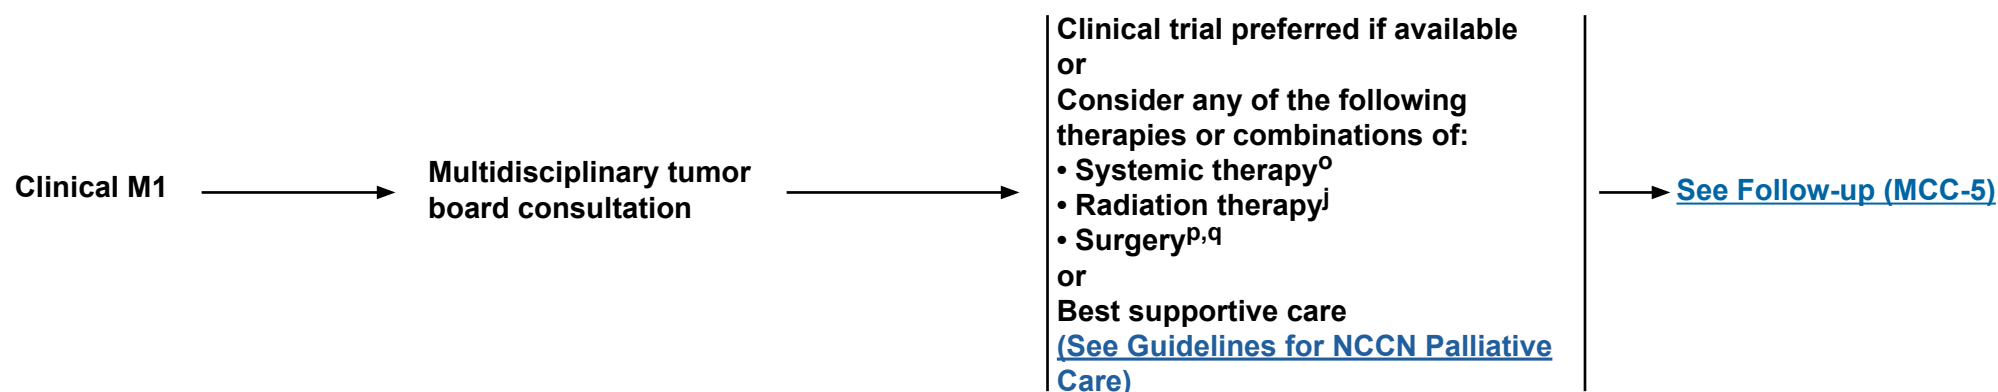 Clinical M1
Multidisciplinary tumor
board consultation
Clinical trial preferred if available
or
Consider any of the following
therapies or combinations of:
• Systemic therapyᵒ
• Radiation therapyʲ
• Surgeryᵖ,q
or
Best supportive care
(See Guidelines for NCCN Palliative
Care)
See Follow-up (MCC-5)